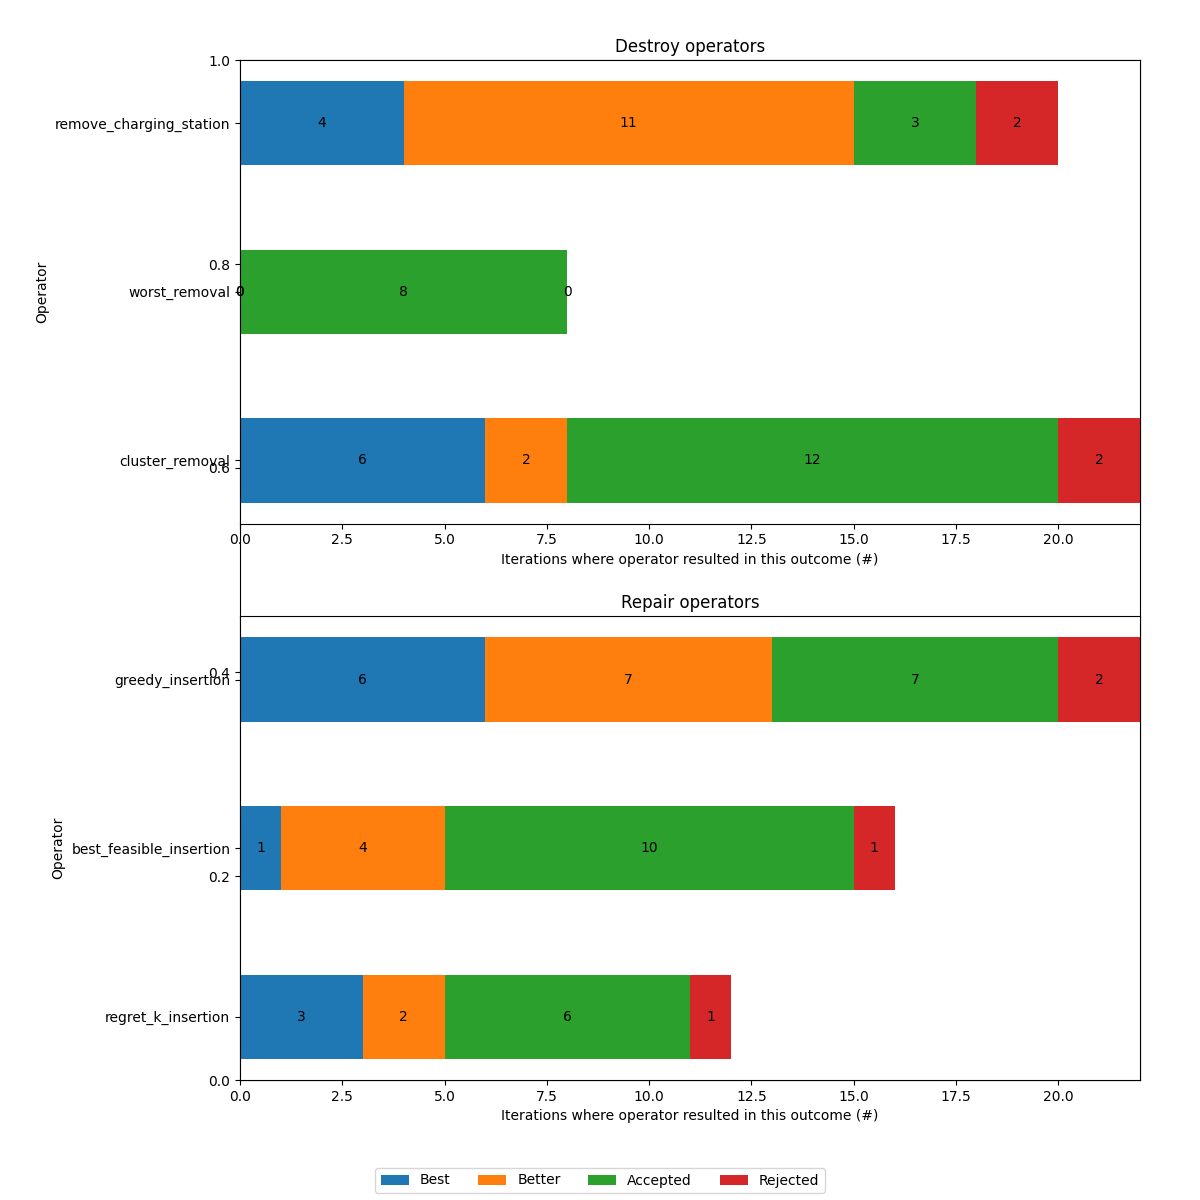 Destroy operators
1.0
remove_charging_station
4 11 3 2
0.8
Operator
worst_removal
0 8 0
cluster_removal
6 2 12 2
0.6
0.0 2.5 5.0 7.5 10.0 12.5 15.0 17.5 20.0
Iterations where operator resulted in this outcome (#)
Repair operators
0.4
greedy_insertion
6 7 7 2
Operator
best_feasible_insertion
1 4 10 1
0.2
regret_k_insertion
3 2 6 1
0.0
0.0 2.5 5.0 7.5 10.0 12.5 15.0 17.5 20.0
Iterations where operator resulted in this outcome (#)
Best Better Accepted Rejected